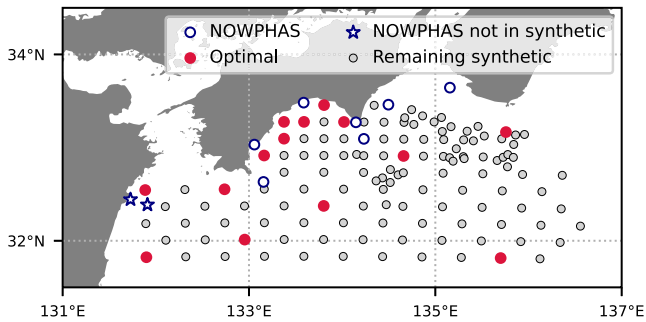 NOWPHAS
NOWPHAS not in synthetic
Optimal
Remaining synthetic
34°N
32°N
131°E
133°E
135°E
137°E